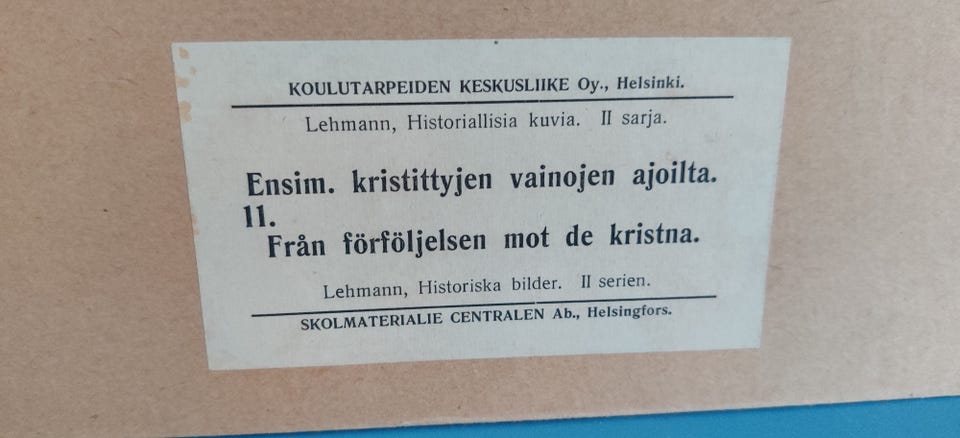 KOULUTARPEIDEN KESKUSLIIKE Oy., Helsinki.
Lehmann, Historiallisia kuvia. II sarja.
Ensim. kristittyjen vainojen ajoilta.
11.
Från förföljelsen mot de kristna.
Lehmann, Historiska bilder. II serien.
SKOLMATERIALIE CENTRALEN Ab., Helsingfors.